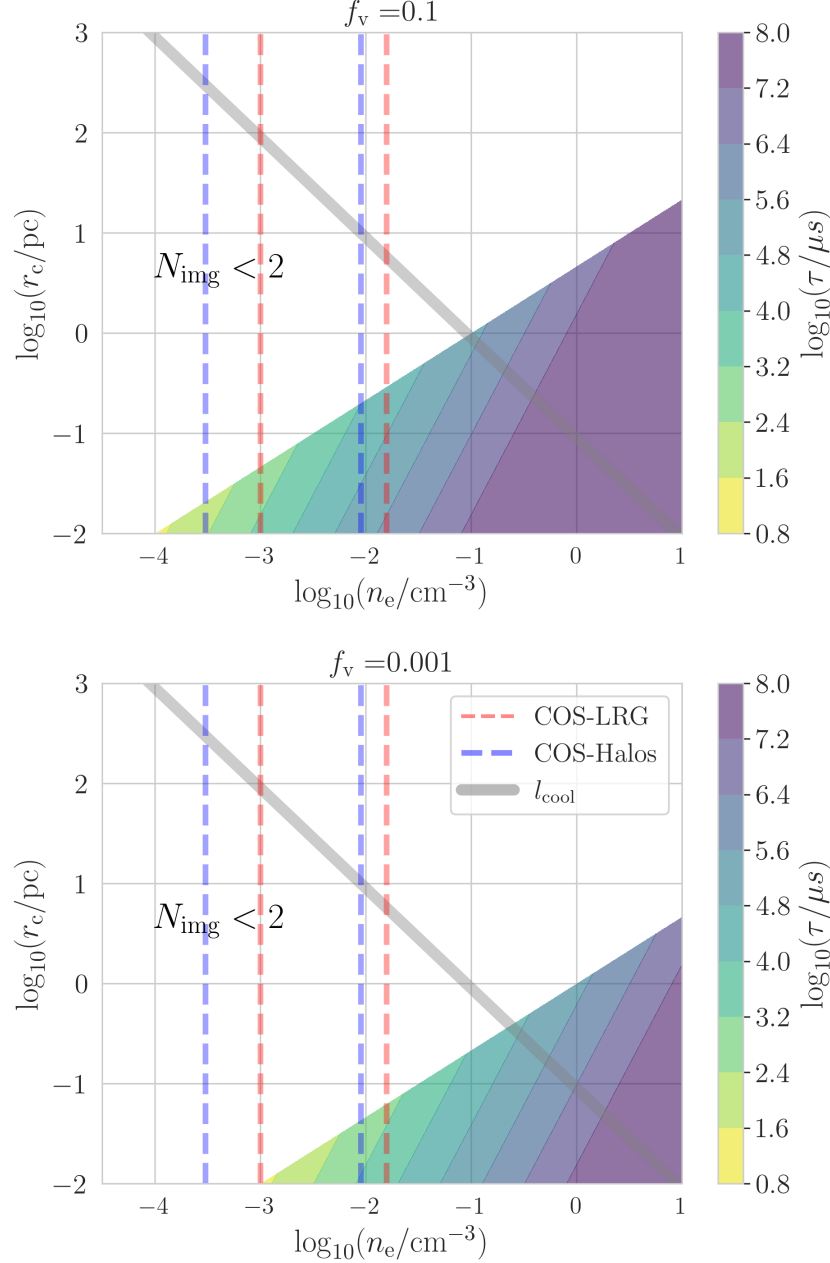 f_v =0.1
3
2
1
0
−1
−2
log10(r_c/pc)
N_img < 2
−4 −3 −2 −1 0 1
log10(n_e/cm^−3)
8.0
7.2
6.4
5.6
4.8
4.0
3.2
2.4
1.6
0.8
log10(τ/μs)
f_v =0.001
3
2
1
0
−1
−2
log10(r_c/pc)
N_img < 2
COS-LRG
COS-Halos
l_cool
−4 −3 −2 −1 0 1
log10(n_e/cm^−3)
8.0
7.2
6.4
5.6
4.8
4.0
3.2
2.4
1.6
0.8
log10(τ/μs)